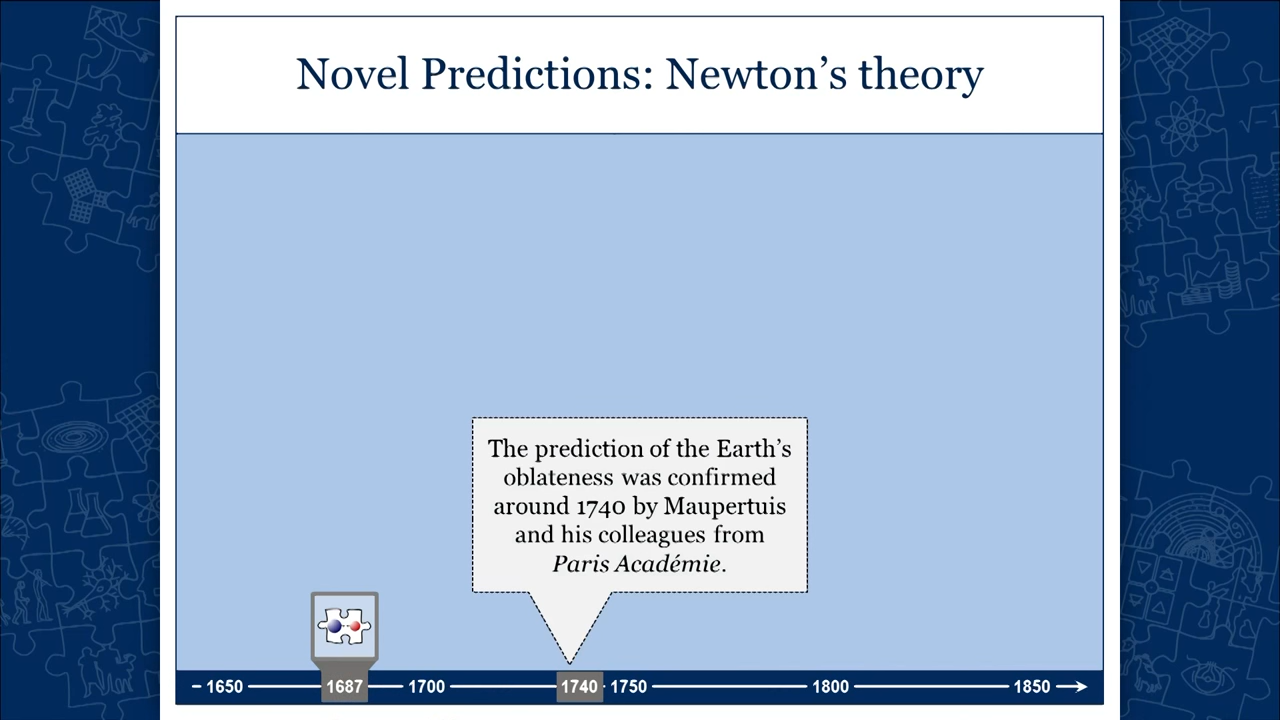 Novel Predictions: Newton’s theory
The prediction of the Earth’s
oblateness was confirmed
around 1740 by Maupertuis
and his colleagues from
Paris Académie.
1650 1687 1700 1740 1750 1800 1850